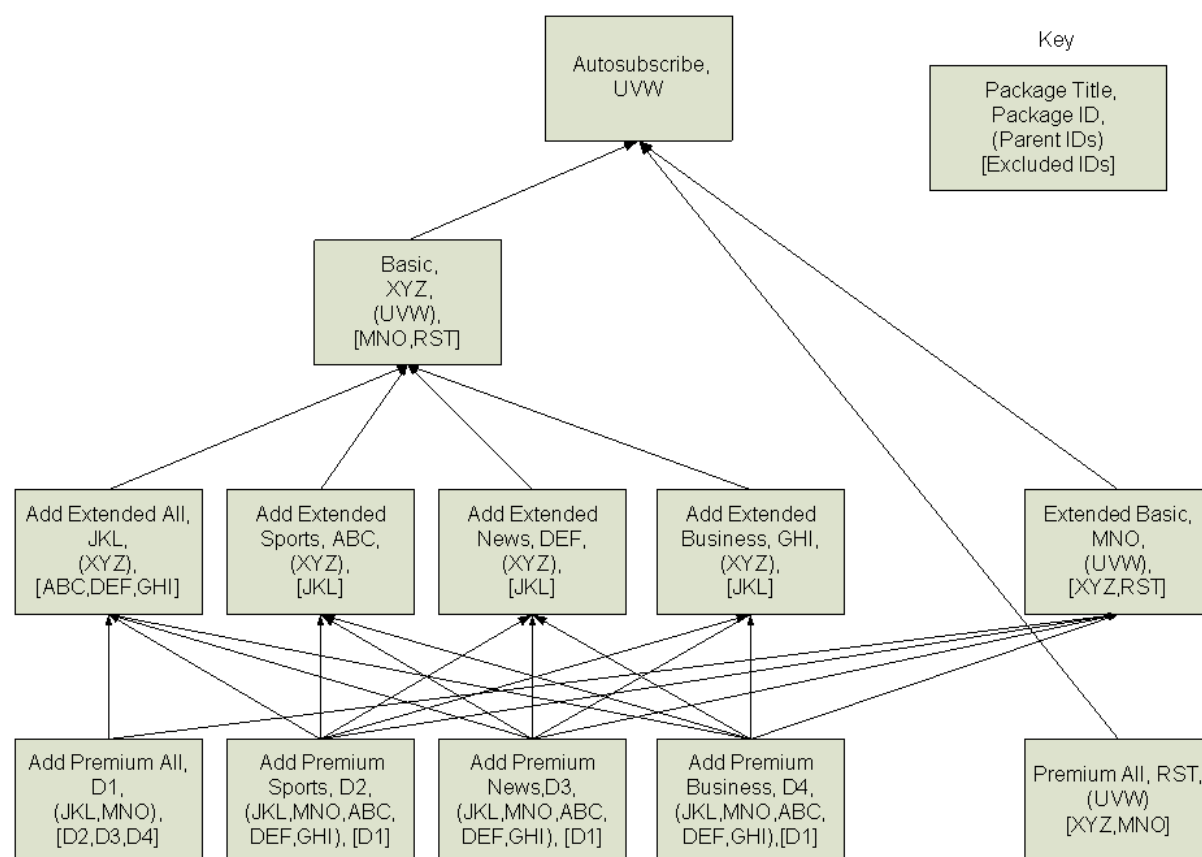 Autosubscribe,
UVW
Key
Package Title,
Package ID,
(Parent IDs)
[Excluded IDs]
Basic,
XYZ,
(UVW),
[MNO,RST]
Add Extended All,
JKL,
(XYZ),
[ABC,DEF,GHI]
Add Extended
Sports, ABC,
(XYZ),
[JKL]
Add Extended
News, DEF,
(XYZ),
[JKL]
Add Extended
Business, GHI,
(XYZ),
[JKL]
Extended Basic,
MNO,
(UVW),
[XYZ,RST]
Add Premium All,
D1,
(JKL,MNO),
[D2,D3,D4]
Add Premium
Sports, D2,
(JKL,MNO,ABC,
DEF,GHI), [D1]
Add Premium
News,D3,
(JKL,MNO,ABC,
DEF,GHI), [D1]
Add Premium
Business, D4,
(JKL,MNO,ABC,
DEF,GHI),[D1]
Premium All, RST,
(UVW)
[XYZ,MNO]